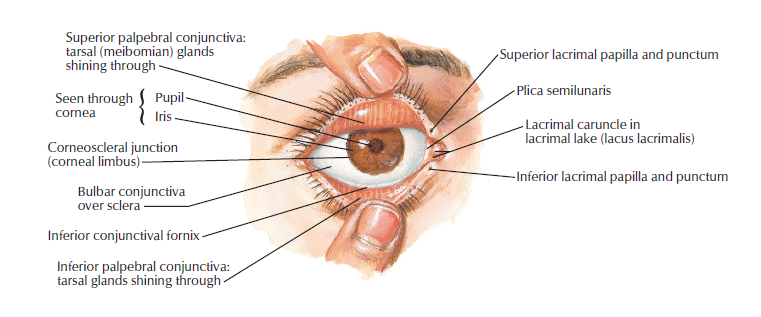 Superior palpebral conjunctiva:
tarsal (meibomian) glands
shining through
Seen through
cornea
{
Pupil
Iris
Corneoscleral junction
(corneal limbus)
Bulbar conjunctiva
over sclera
Inferior conjunctival fornix
Inferior palpebral conjunctiva:
tarsal glands shining through
Superior lacrimal papilla and punctum
Plica semilunaris
Lacrimal caruncle in
lacrimal lake (lacus lacrimalis)
Inferior lacrimal papilla and punctum